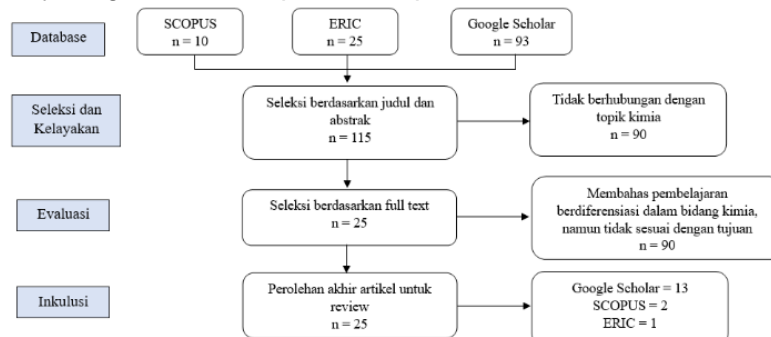 Database
SCOPUS
n = 10
ERIC
n = 25
Google Scholar
n = 93
Seleksi dan
Kelayakan
Seleksi berdasarkan judul dan
abstrak
n = 115
Tidak berhubungan dengan
topik kimia
n = 90
Evaluasi
Seleksi berdasarkan full text
n = 25
Membahas pembelajaran
berdiferensiasi dalam bidang kimia,
namun tidak sesuai dengan tujuan
n = 90
Inkulusi
Perolehan akhir artikel untuk
review
n = 25
Google Scholar = 13
SCOPUS = 2
ERIC = 1